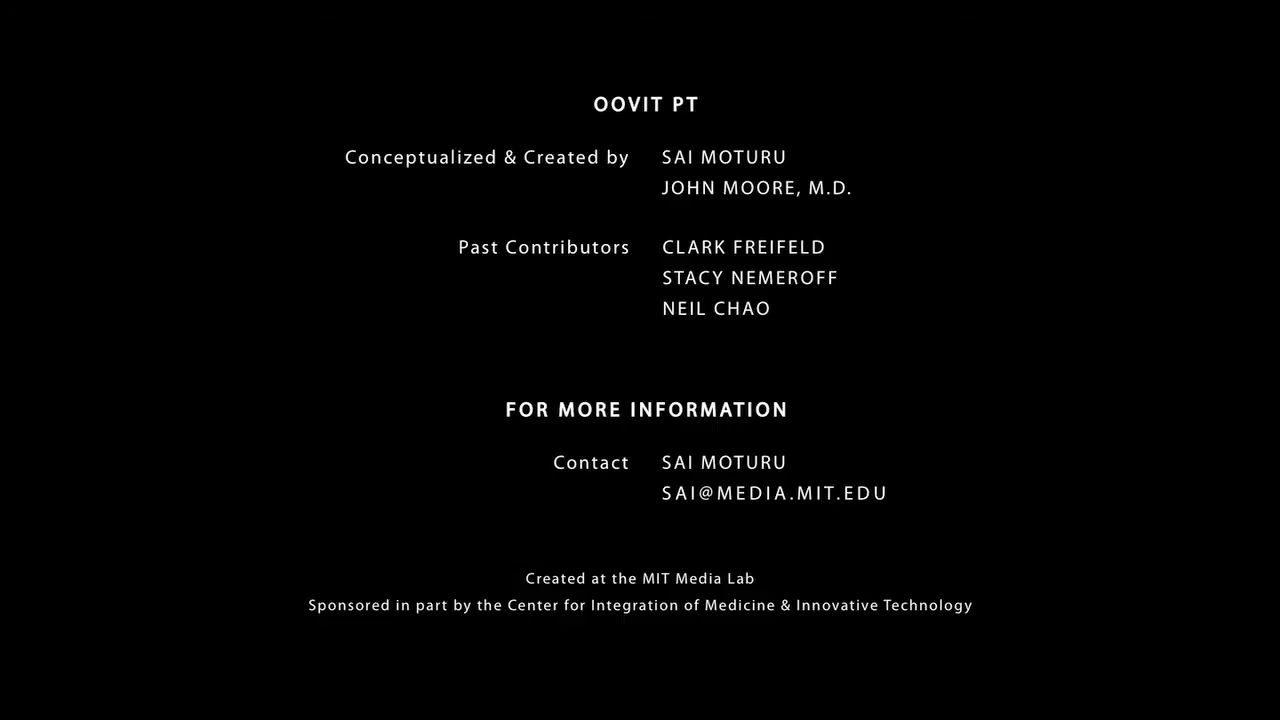 OOVIT PT
Conceptualized & Created by SAI MOTURU
JOHN MOORE, M.D.
Past Contributors CLARK FREIFELD
STACY NEMEROFF
NEIL CHAO
FOR MORE INFORMATION
Contact SAI MOTURU
SAI@MEDIA.MIT.EDU
Created at the MIT Media Lab
Sponsored in part by the Center for Integration of Medicine & Innovative Technology